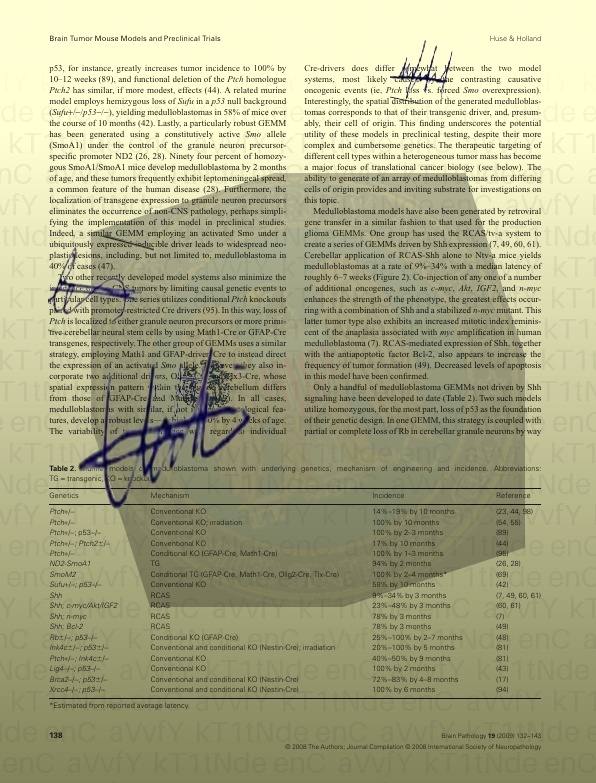 Brain Tumor Mouse Models and Preclinical Trials
Huse & Holland
p53, for instance, greatly increases tumor incidence to 100% by
10–12 weeks (89), and functional deletion of the Ptch homologue
Ptch2 has similar, if more modest, effects (44). A related murine
model employs hemizygous loss of Sufu in a p53 null background
(Sufu+/−/p53−/−), yielding medulloblastomas in 58% of mice over
the course of 10 months (42). Lastly, a particularly robust GEMM
has been generated using a constitutively active Smo allele
(SmoA1) under the control of the granule neuron precursor-
specific promoter ND2 (26, 28). Ninety four percent of homozy-
gous SmoA1/SmoA1 mice develop medulloblastoma by 2 months
of age, and these tumors frequently exhibit leptomeningeal spread,
a common feature of the human disease (28). Furthermore, the
localization of transgene expression to granule neuron precursors
eliminates the occurrence of non-CNS pathology, perhaps simpli-
fying the implementation of this model in preclinical studies.
Indeed, a similar GEMM employing an activated Smo under a
ubiquitously expressed inducible driver leads to widespread neo-
plastic lesions, including, but not limited to, medulloblastoma in
40% of cases (47).
Two other recently developed model systems also minimize the
of CNS tumors by limiting causal genetic events to
particular cell types. One series utilizes conditional Ptch knockouts
paired with promoter-restricted Cre drivers (95). In this way, loss of
Ptch is localized to either granule neuron precursors or more primi-
tive cerebellar neural stem cells by using Math1-Cre or GFAP-Cre
transgenes, respectively. The other group of GEMMs uses a similar
strategy, employing Math1 and GFAP-drivers, Cre to instead direct
the expression of an activated Smo allele. However, they also in-
corporate two additional drivers, whose
spatial expression pattern within the cerebellum differs
from those of GFAP-Cre and In all cases,
medulloblastoma with similar, if not fea-
tures, develop at robust levels by 4 weeks of age.
The variability of with regard to individual
Cre-drivers does differ somewhat between the two model
systems, most likely the contrasting causative
oncogenic events (ie, Ptch loss vs. forced Smo overexpression).
Interestingly, the spatial distribution of the generated medulloblas-
tomas corresponds to that of their transgenic driver, and, presum-
ably, their cell of origin. This finding underscores the potential
utility of these models in preclinical testing, despite their more
complex and cumbersome genetics. The therapeutic targeting of
different cell types within a heterogeneous tumor mass has become
a major focus of translational cancer biology (see below). The
ability to generate of an array of medulloblastomas from differing
cells of origin provides and inviting substrate for investigations on
this topic.
Medulloblastoma models have also been generated by retroviral
gene transfer in a similar fashion to that used for the production
glioma GEMMs. One group has used the RCAS/tv-a system to
create a series of GEMMs driven by Shh expression (7, 49, 60, 61).
Cerebellar application of RCAS-Shh alone to Ntv-a mice yields
medulloblastomas at a rate of 9%–34% with a median latency of
roughly 6–7 weeks (Figure 2). Co-injection of any one of a number
of additional oncogenes, such as c-myc, Akt, IGF2, and n-myc
enhances the strength of the phenotype, the greatest effects occur-
ring with a combination of Shh and a stabilized n-myc mutant. This
latter tumor type also exhibits an increased mitotic index reminis-
cent of the anaplasia associated with myc amplification in human
medulloblastoma (7). RCAS-mediated expression of Shh, together
with the antiapoptotic factor Bcl-2, also appears to increase the
frequency of tumor formation (49). Decreased levels of apoptosis
in this model have been confirmed.
Only a handful of medulloblastoma GEMMs not driven by Shh
signaling have been developed to date (Table 2). Two such models
utilize homozygous, for the most part, loss of p53 as the foundation
of their genetic design. In one GEMM, this strategy is coupled with
partial or complete loss of Rb in cerebellar granule neurons by way
Table 2. Murine models of medulloblastoma shown with underlying genetics, mechanism of engineering and incidence. Abbreviations:
TG = transgenic, KO = knockout.
Genetics Mechanism Incidence Reference
Ptch+/− Conventional KO 14%–19% by 10 months (23, 44, 98)
Ptch+/− Conventional KO; irradiation 100% by 10 months (54, 55)
Ptch+/−; p53−/− Conventional KO 100% by 2–3 months (89)
Ptch+/−; Ptch2±/− Conventional KO 17% by 10 months (44)
Ptch+/− Conditional KO (GFAP-Cre, Math1-Cre) 100% by 1–3 months (95)
ND2-SmoA1 TG 94% by 2 months (26, 28)
SmoM2 Conditional TG (GFAP-Cre, Math1-Cre, Olig2-Cre, Tlx-Cre) 100% by 2–4 months* (69)
Sufu+/−; p53−/− Conventional KO 58% by 10 months (42)
Shh RCAS 9%–34% by 3 months (7, 49, 60, 61)
Shh; c-myc/Akt/IGF2 RCAS 23%–48% by 3 months (60, 61)
Shh; n-myc RCAS 78% by 3 months (7)
Shh; Bcl-2 RCAS 78% by 3 months (49)
Rb±/−; p53−/− Conditional KO (GFAP-Cre) 25%–100% by 2–7 months (48)
Ink4c±/−; p53±/− Conventional and conditional KO (Nestin-Cre); irradiation 20%–100% by 5 months (81)
Ptch+/−; Ink4c±/− Conventional KO 40%–50% by 9 months (81)
Lig4−/−; p53−/− Conventional KO 100% by 2 months (43)
Brca2−/−; p53±/− Conventional and conditional KO (Nestin-Cre) 72%–83% by 4–8 months (17)
Xrcc4−/−; p53−/− Conventional and conditional KO (Nestin-Cre) 100% by 6 months (94)
*Estimated from reported average latency.
138
Brain Pathology 19 (2009) 132–143
© 2008 The Authors; Journal Compilation © 2008 International Society of Neuropathology